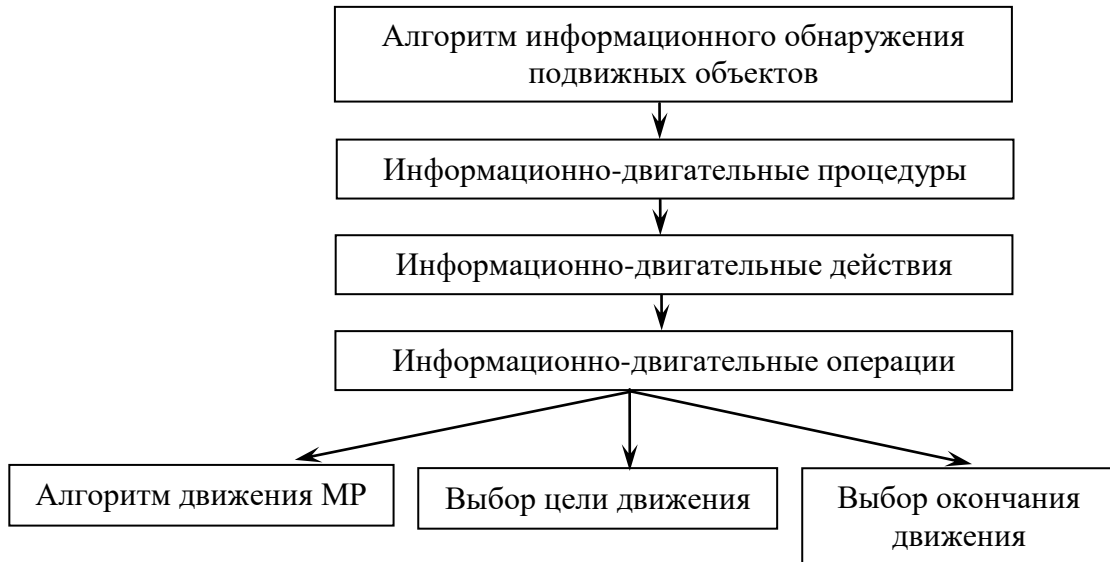 Алгоритм информационного обнаружения
подвижных объектов
Информационно-двигательные процедуры
Информационно-двигательные действия
Информационно-двигательные операции
Алгоритм движения МР
Выбор цели движения
Выбор окончания
движения